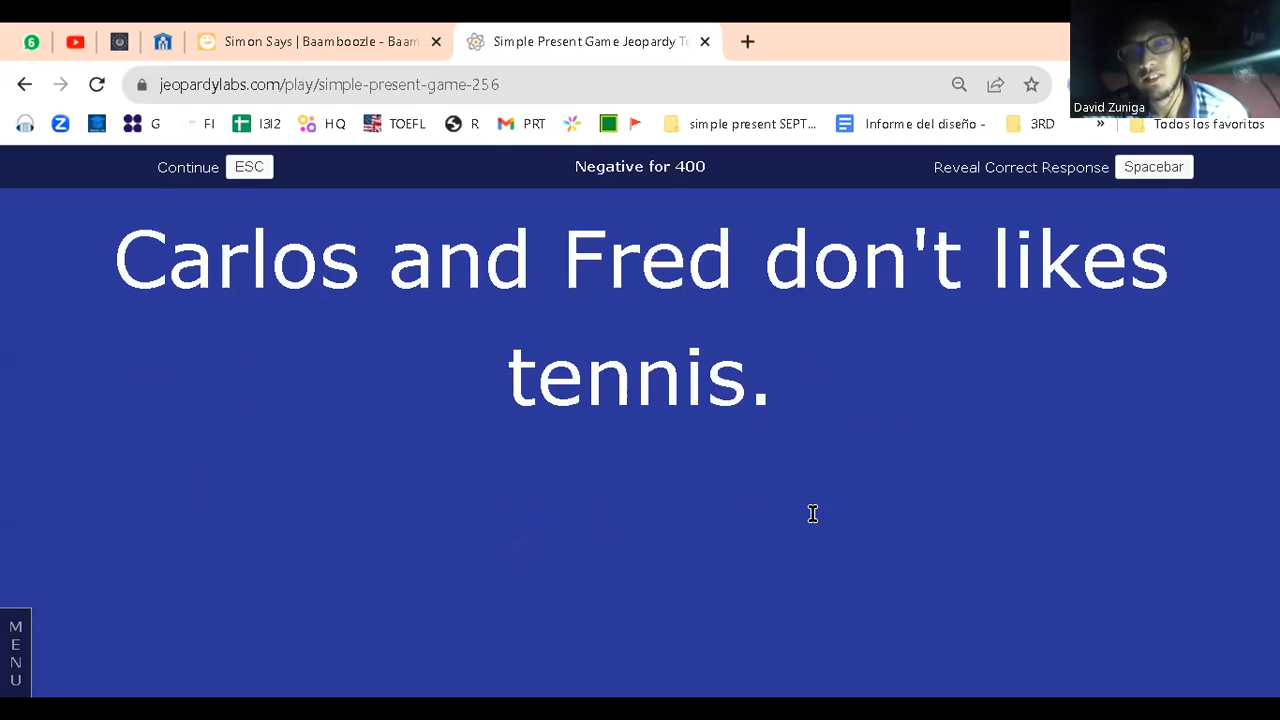 6
Simon Says | Baamboozle - Baam
Simple Present Game Jeopardy Te
jeopardylabs.com/play/simple-present-game-256
G FI I3I2 HQ TOEFL R PRT simple present SEPT... Informe del diseño - 3RD » Todos los favoritos
David Zuniga
Continue ESC Negative for 400 Reveal Correct Response Spacebar
Carlos and Fred don't likes
tennis.
MENU